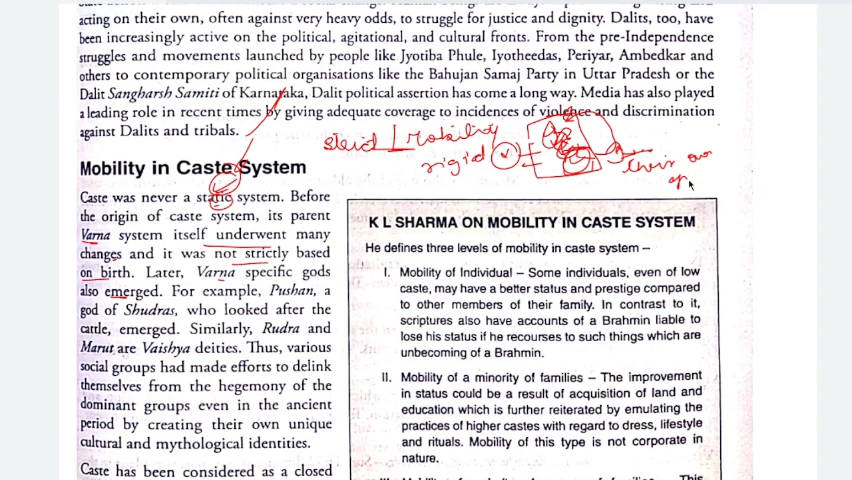 acting on their own, often against very heavy odds, to struggle for justice and dignity. Dalits, too, have
been increasingly active on the political, agitational, and cultural fronts. From the pre-Independence
struggles and movements launched by people like Jyotiba Phule, Iyotheedas, Periyar, Ambedkar and
others to contemporary political organisations like the Bahujan Samaj Party in Uttar Pradesh or the
Dalit Sangharsh Samiti of Karnataka, Dalit political assertion has come a long way. Media has also played
a leading role in recent times by giving adequate coverage to incidences of violence and discrimination
against Dalits and tribals.
mobility
rigid
their own
Mobility in Caste System
Caste was never a static system. Before
the origin of caste system, its parent
Varna system itself underwent many
changes and it was not strictly based
on birth. Later, Varna specific gods
also emerged. For example, Pushan, a
god of Shudras, who looked after the
cattle, emerged. Similarly, Rudra and
Marut are Vaishya deities. Thus, various
social groups had made efforts to delink
themselves from the hegemony of the
dominant groups even in the ancient
period by creating their own unique
cultural and mythological identities.
Caste has been considered as a closed
K L SHARMA ON MOBILITY IN CASTE SYSTEM
He defines three levels of mobility in caste system –
I. Mobility of Individual – Some individuals, even of low
caste, may have a better status and prestige compared
to other members of their family. In contrast to it,
scriptures also have accounts of a Brahmin liable to
lose his status if he recourses to such things which are
unbecoming of a Brahmin.
II. Mobility of a minority of families – The improvement
in status could be a result of acquisition of land and
education which is further reiterated by emulating the
practices of higher castes with regard to dress, lifestyle
and rituals. Mobility of this type is not corporate in
nature.